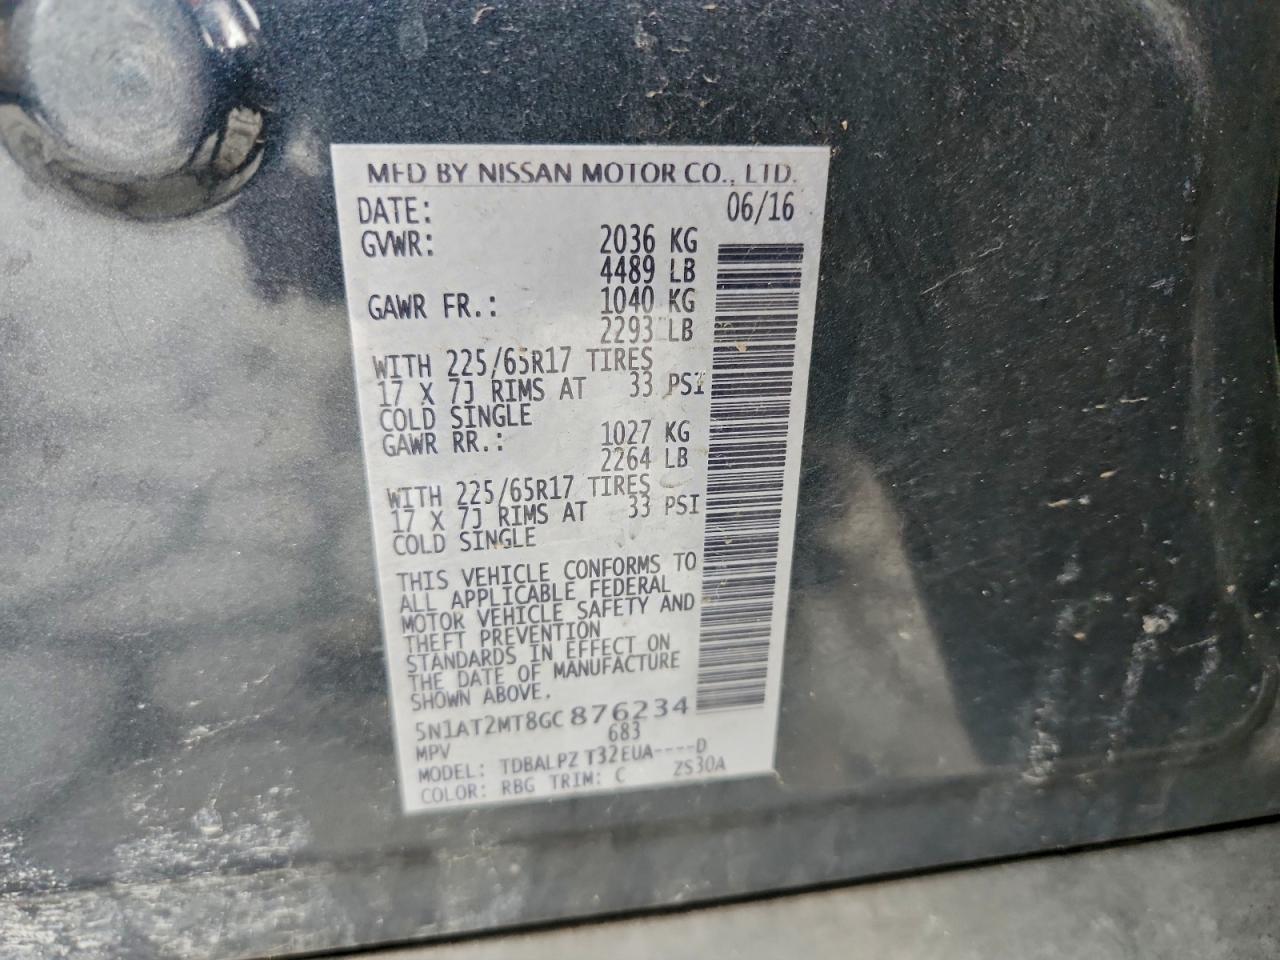 MFD BY NISSAN MOTOR CO., LTD.
DATE: 06/16
GVWR: 2036 KG
4489 LB
GAWR FR.: 1040 KG
2293 LB
WITH 225/65R17 TIRES
17 X 7J RIMS AT 33 PSI
COLD SINGLE
GAWR RR.: 1027 KG
2264 LB
WITH 225/65R17 TIRES
17 X 7J RIMS AT 33 PSI
COLD SINGLE
THIS VEHICLE CONFORMS TO
ALL APPLICABLE FEDERAL
MOTOR VEHICLE SAFETY AND
THEFT PREVENTION
STANDARDS IN EFFECT ON
THE DATE OF MANUFACTURE
SHOWN ABOVE.
5N1AT2MT8GC876234
MPV 683
MODEL: TDBALPZ T32EUA----D
COLOR: RBG TRIM: C ZS30A